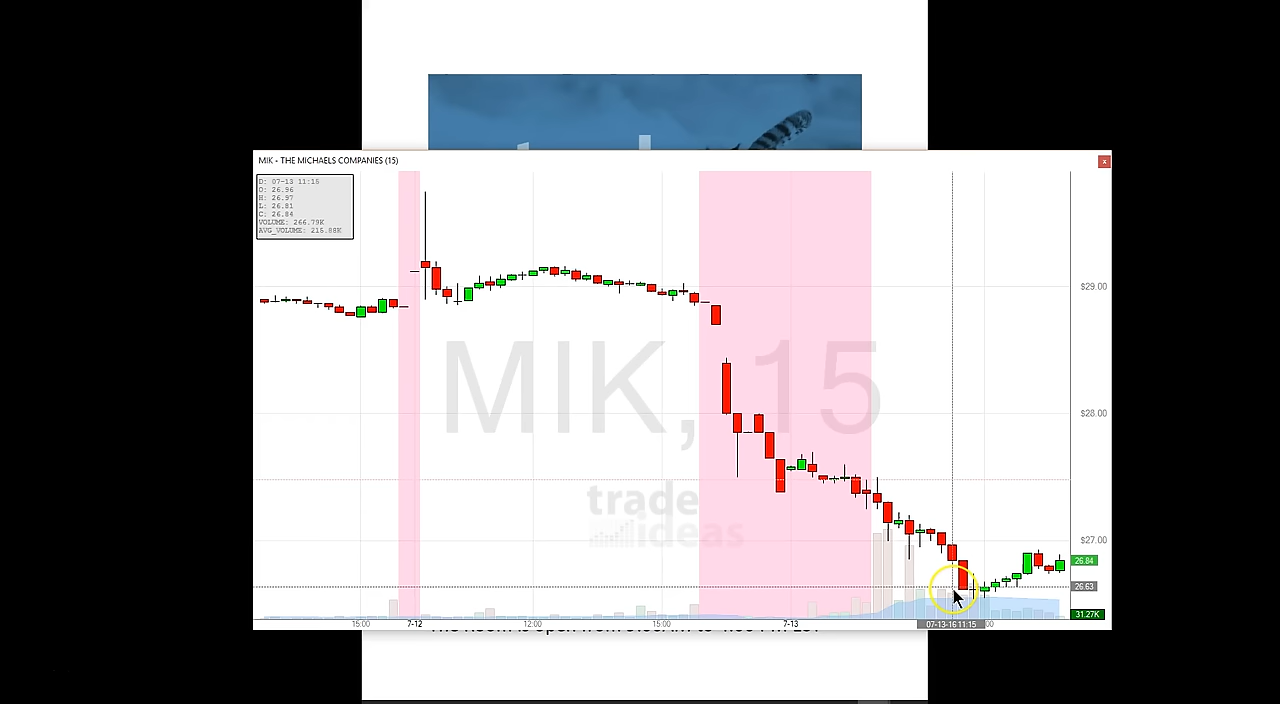 MIK - THE MICHAELS COMPANIES (15)
D: 07-13 11:15
O: 26.96
H: 26.97
L: 26.81
C: 26.84
VOLUME: 266.79K
AVG_VOLUME: 215.88K
$29.00
MIK, 15
$28.00
trade
ideas
$27.00
26.84
26.63
31.27K
15:00
7-12
12:00
15:00
7-13
07-13-16 11:15
:00